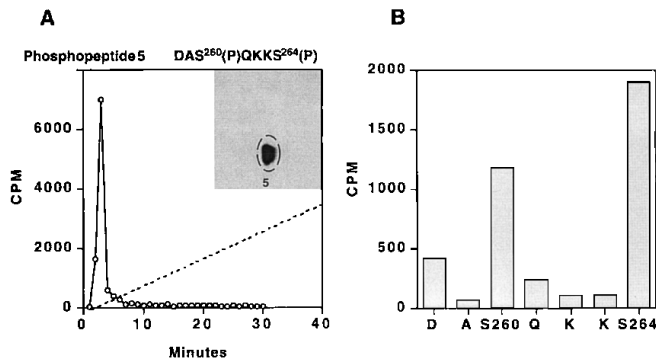 A
Phosphopeptide 5 DAS260(P)QKKS264(P)
6000
4000
2000
0
CPM
5
0 10 20 30 40
Minutes
B
2000
1500
1000
500
0
CPM
D A S260 Q K K S264